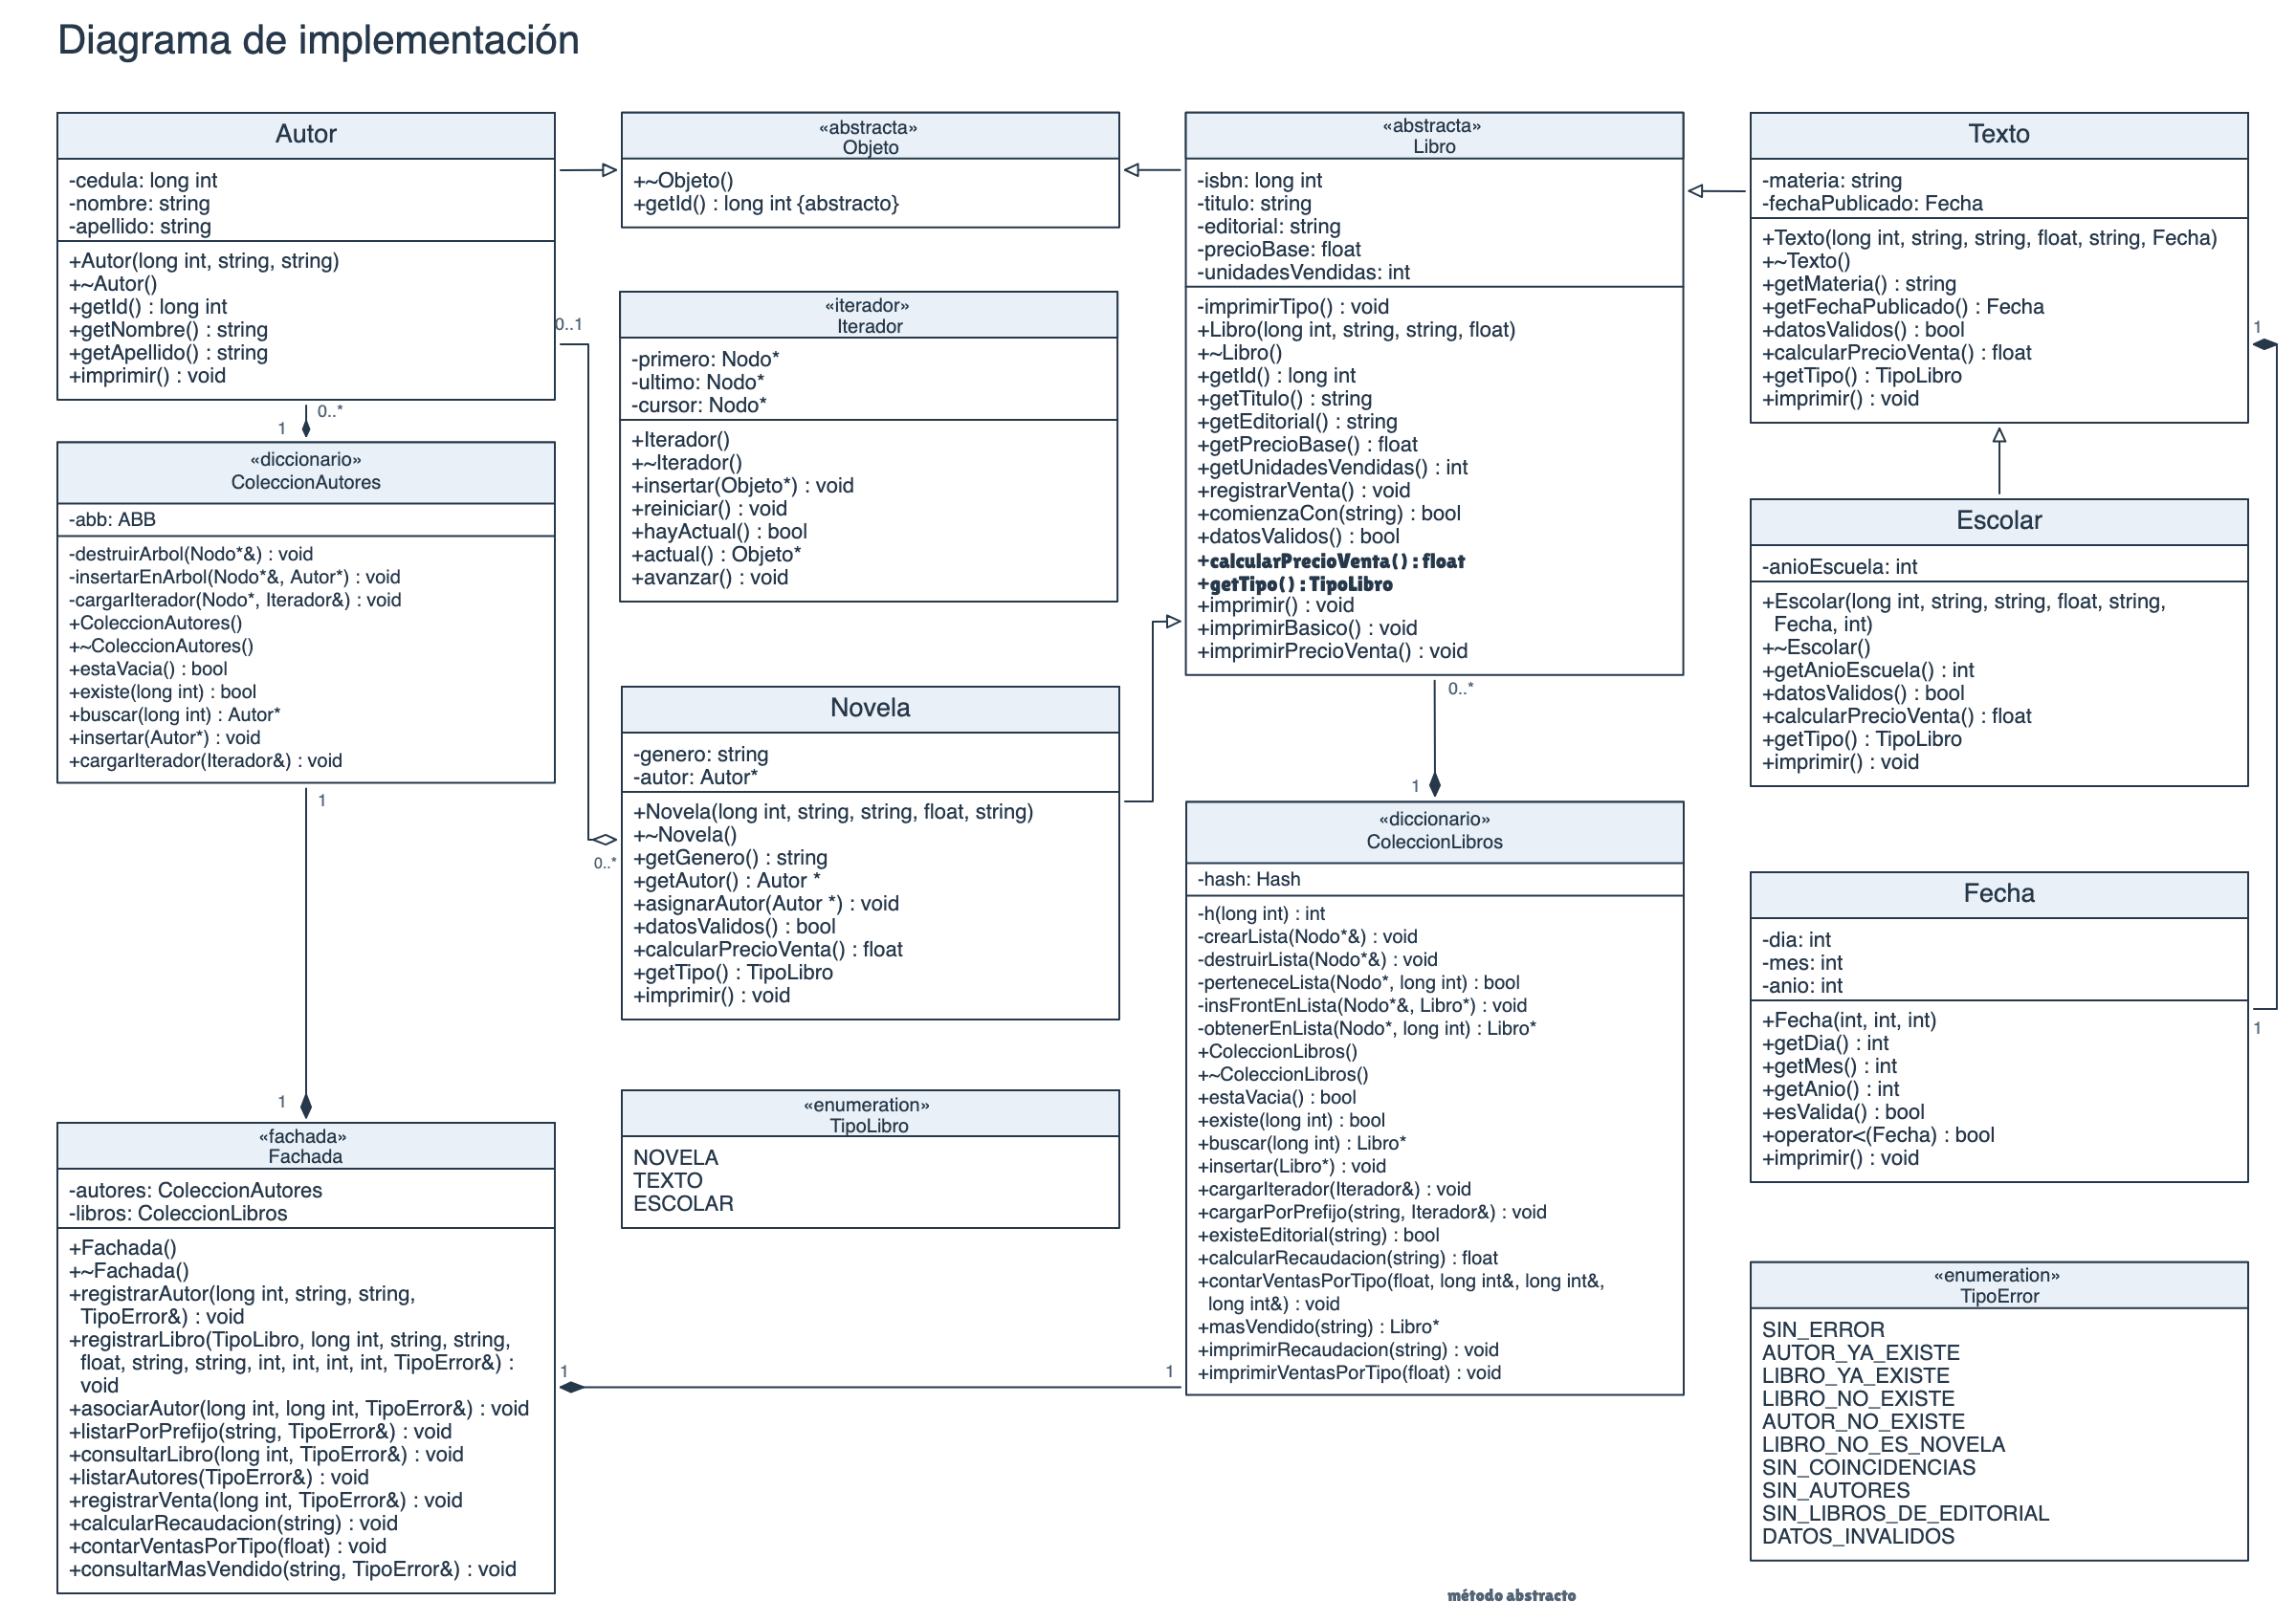 Diagrama de implementación
Autor
-cedula: long int
-nombre: string
-apellido: string
+Autor(long int, string, string)
+~Autor()
+getId() : long int
+getNombre() : string
+getApellido() : string
+imprimir() : void
0..1
0..*
1
«diccionario»
ColeccionAutores
-abb: ABB
-destruirArbol(Nodo*&) : void
-insertarEnArbol(Nodo*&, Autor*) : void
-cargarIterador(Nodo*, Iterador&) : void
+ColeccionAutores()
+~ColeccionAutores()
+estaVacia() : bool
+existe(long int) : bool
+buscar(long int) : Autor*
+insertar(Autor*) : void
+cargarIterador(Iterador&) : void
1
1
«fachada»
Fachada
-autores: ColeccionAutores
-libros: ColeccionLibros
+Fachada()
+~Fachada()
+registrarAutor(long int, string, string,
TipoError&) : void
+registrarLibro(TipoLibro, long int, string, string,
float, string, string, int, int, int, int, TipoError&) :
void
+asociarAutor(long int, long int, TipoError&) : void
+listarPorPrefijo(string, TipoError&) : void
+consultarLibro(long int, TipoError&) : void
+listarAutores(TipoError&) : void
+registrarVenta(long int, TipoError&) : void
+calcularRecaudacion(string) : void
+contarVentasPorTipo(float) : void
+consultarMasVendido(string, TipoError&) : void
1
1
«abstracta»
Objeto
+~Objeto()
+getId() : long int {abstracto}
«iterador»
Iterador
-primero: Nodo*
-ultimo: Nodo*
-cursor: Nodo*
+Iterador()
+~Iterador()
+insertar(Objeto*) : void
+reiniciar() : void
+hayActual() : bool
+actual() : Objeto*
+avanzar() : void
Novela
-genero: string
-autor: Autor*
+Novela(long int, string, string, float, string)
+~Novela()
+getGenero() : string
+getAutor() : Autor *
+asignarAutor(Autor *) : void
+datosValidos() : bool
+calcularPrecioVenta() : float
+getTipo() : TipoLibro
+imprimir() : void
0..*
«enumeration»
TipoLibro
NOVELA
TEXTO
ESCOLAR
«abstracta»
Libro
-isbn: long int
-titulo: string
-editorial: string
-precioBase: float
-unidadesVendidas: int
-imprimirTipo() : void
+Libro(long int, string, string, float)
+~Libro()
+getId() : long int
+getTitulo() : string
+getEditorial() : string
+getPrecioBase() : float
+getUnidadesVendidas() : int
+registrarVenta() : void
+comienzaCon(string) : bool
+datosValidos() : bool
+calcularPrecioVenta() : float
+getTipo() : TipoLibro
+imprimir() : void
+imprimirBasico() : void
+imprimirPrecioVenta() : void
0..*
1
«diccionario»
ColeccionLibros
-hash: Hash
-h(long int) : int
-crearLista(Nodo*&) : void
-destruirLista(Nodo*&) : void
-perteneceLista(Nodo*, long int) : bool
-insFrontEnLista(Nodo*&, Libro*) : void
-obtenerEnLista(Nodo*, long int) : Libro*
+ColeccionLibros()
+~ColeccionLibros()
+estaVacia() : bool
+existe(long int) : bool
+buscar(long int) : Libro*
+insertar(Libro*) : void
+cargarIterador(Iterador&) : void
+cargarPorPrefijo(string, Iterador&) : void
+existeEditorial(string) : bool
+calcularRecaudacion(string) : float
+contarVentasPorTipo(float, long int&, long int&,
long int&) : void
+masVendido(string) : Libro*
+imprimirRecaudacion(string) : void
+imprimirVentasPorTipo(float) : void
método abstracto
Texto
-materia: string
-fechaPublicado: Fecha
+Texto(long int, string, string, float, string, Fecha)
+~Texto()
+getMateria() : string
+getFechaPublicado() : Fecha
+datosValidos() : bool
+calcularPrecioVenta() : float
+getTipo() : TipoLibro
+imprimir() : void
1
Escolar
-anioEscuela: int
+Escolar(long int, string, string, float, string,
Fecha, int)
+~Escolar()
+getAnioEscuela() : int
+datosValidos() : bool
+calcularPrecioVenta() : float
+getTipo() : TipoLibro
+imprimir() : void
Fecha
-dia: int
-mes: int
-anio: int
+Fecha(int, int, int)
+getDia() : int
+getMes() : int
+getAnio() : int
+esValida() : bool
+operator<(Fecha) : bool
+imprimir() : void
1
«enumeration»
TipoError
SIN_ERROR
AUTOR_YA_EXISTE
LIBRO_YA_EXISTE
LIBRO_NO_EXISTE
AUTOR_NO_EXISTE
LIBRO_NO_ES_NOVELA
SIN_COINCIDENCIAS
SIN_AUTORES
SIN_LIBROS_DE_EDITORIAL
DATOS_INVALIDOS